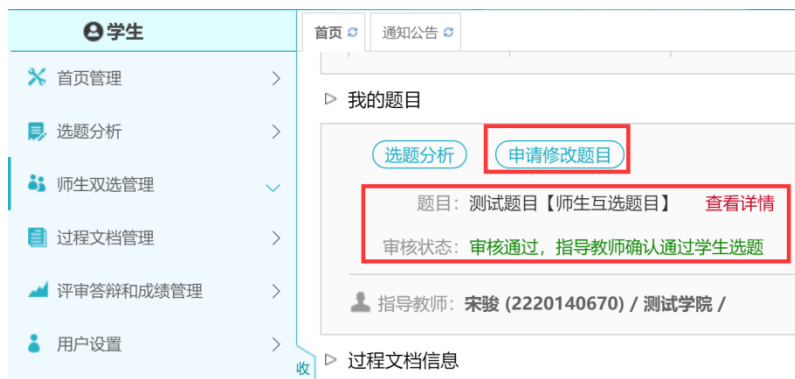 学生
首页 通知公告
首页管理
选题分析
师生双选管理
过程文档管理
评审答辩和成绩管理
用户设置
收
我的题目
选题分析 申请修改题目
题目：测试题目【师生互选题目】 查看详情
审核状态：审核通过，指导教师确认通过学生选题
指导教师：宋骏 (2220140670) / 测试学院 /
过程文档信息